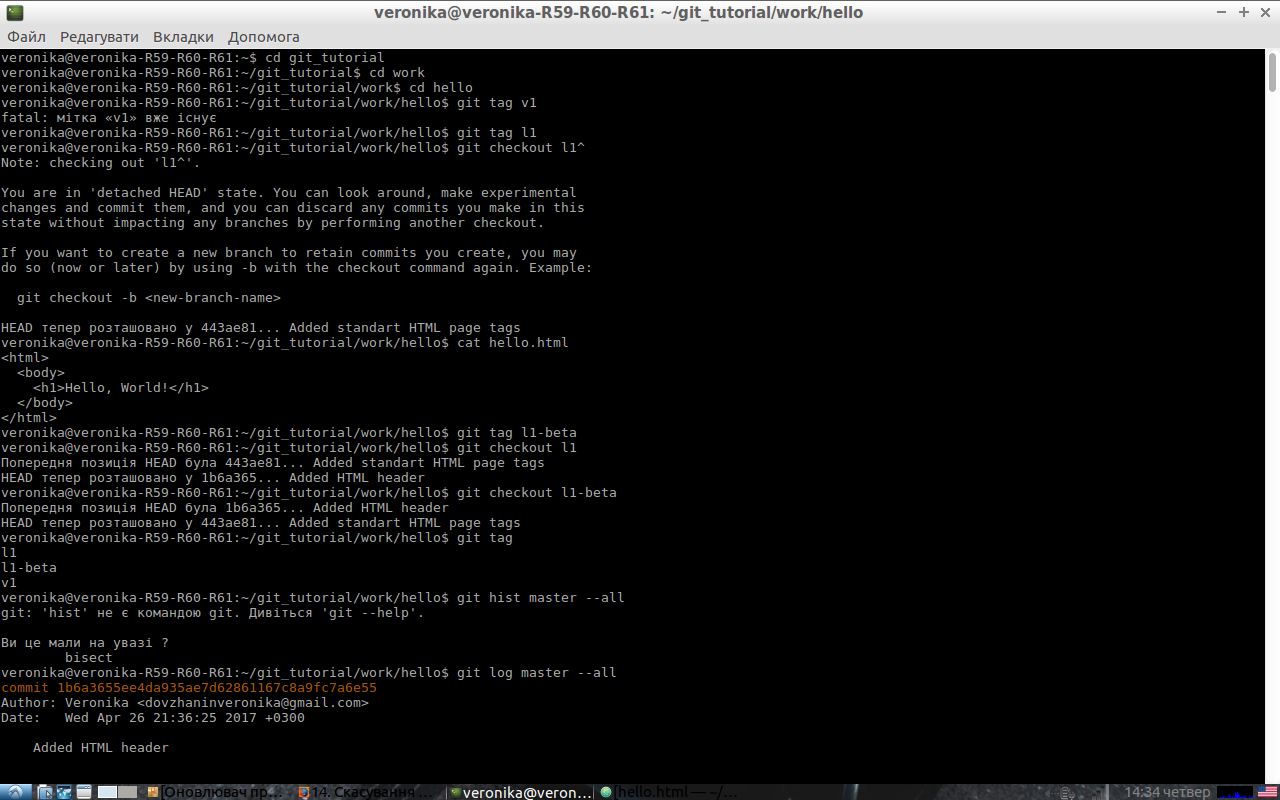 veronika@veronika-R59-R60-R61: ~/git_tutorial/work/hello
Файл Редагувати Вкладки Допомога
veronika@veronika-R59-R60-R61:~$ cd git_tutorial
veronika@veronika-R59-R60-R61:~/git_tutorial$ cd work
veronika@veronika-R59-R60-R61:~/git_tutorial/work$ cd hello
veronika@veronika-R59-R60-R61:~/git_tutorial/work/hello$ git tag v1
fatal: мітка «v1» вже існує
veronika@veronika-R59-R60-R61:~/git_tutorial/work/hello$ git tag l1
veronika@veronika-R59-R60-R61:~/git_tutorial/work/hello$ git checkout l1^
Note: checking out 'l1^'.
You are in 'detached HEAD' state. You can look around, make experimental
changes and commit them, and you can discard any commits you make in this
state without impacting any branches by performing another checkout.
If you want to create a new branch to retain commits you create, you may
do so (now or later) by using -b with the checkout command again. Example:
  git checkout -b <new-branch-name>
HEAD тепер розташовано у 443ae81... Added standart HTML page tags
veronika@veronika-R59-R60-R61:~/git_tutorial/work/hello$ cat hello.html
<html>
  <body>
    <h1>Hello, World!</h1>
  </body>
</html>
veronika@veronika-R59-R60-R61:~/git_tutorial/work/hello$ git tag l1-beta
veronika@veronika-R59-R60-R61:~/git_tutorial/work/hello$ git checkout l1
Попередня позиція HEAD була 443ae81... Added standart HTML page tags
HEAD тепер розташовано у 1b6a365... Added HTML header
veronika@veronika-R59-R60-R61:~/git_tutorial/work/hello$ git checkout l1-beta
Попередня позиція HEAD була 1b6a365... Added HTML header
HEAD тепер розташовано у 443ae81... Added standart HTML page tags
veronika@veronika-R59-R60-R61:~/git_tutorial/work/hello$ git tag
l1
l1-beta
v1
veronika@veronika-R59-R60-R61:~/git_tutorial/work/hello$ git hist master --all
git: 'hist' не є командою git. Дивіться 'git --help'.
Ви це мали на увазі ?
        bisect
veronika@veronika-R59-R60-R61:~/git_tutorial/work/hello$ git log master --all
commit 1b6a3655ee4da935ae7d62861167c8a9fc7a6e55
Author: Veronika <dovzhaninveronika@gmail.com>
Date:   Wed Apr 26 21:36:25 2017 +0300
    Added HTML header
[Оновлювач пр... 14. Скасування ... veronika@veron... [hello.html — ~/... 14:34 четвер